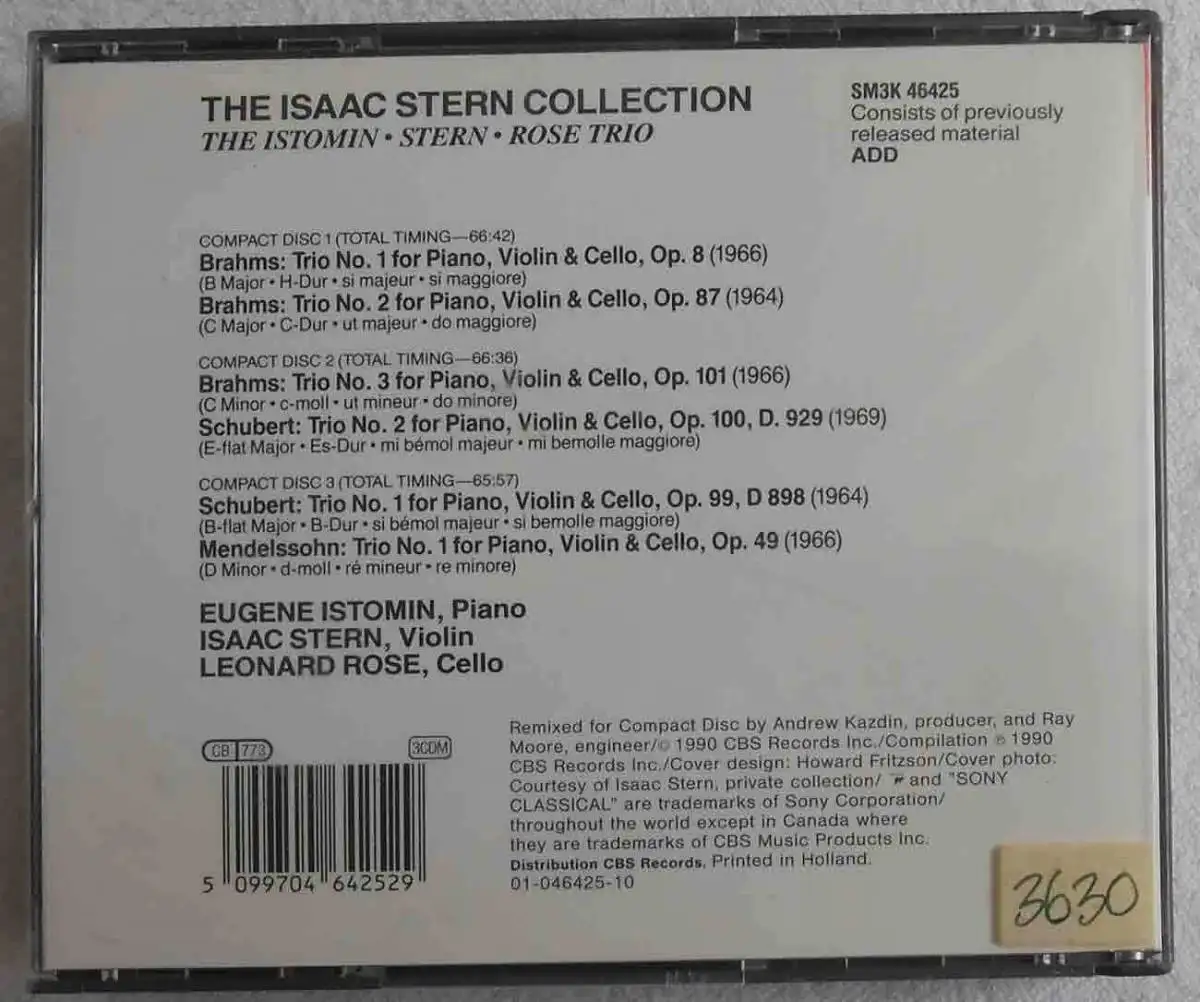 THE ISAAC STERN COLLECTION
THE ISTOMIN • STERN • ROSE TRIO
SM3K 46425
Consists of previously
released material
ADD
COMPACT DISC 1 (TOTAL TIMING—66:42)
Brahms: Trio No. 1 for Piano, Violin & Cello, Op. 8 (1966)
(B Major • H-Dur • si majeur • si maggiore)
Brahms: Trio No. 2 for Piano, Violin & Cello, Op. 87 (1964)
(C Major • C-Dur • ut majeur • do maggiore)
COMPACT DISC 2 (TOTAL TIMING—66:36)
Brahms: Trio No. 3 for Piano, Violin & Cello, Op. 101 (1966)
(C Minor • c-moll • ut mineur • do minore)
Schubert: Trio No. 2 for Piano, Violin & Cello, Op. 100, D. 929 (1969)
(E-flat Major • Es-Dur • mi bémol majeur • mi bemolle maggiore)
COMPACT DISC 3 (TOTAL TIMING—65:57)
Schubert: Trio No. 1 for Piano, Violin & Cello, Op. 99, D 898 (1964)
(B-flat Major • B-Dur • si bémol majeur • si bemolle maggiore)
Mendelssohn: Trio No. 1 for Piano, Violin & Cello, Op. 49 (1966)
(D Minor • d-moll • ré mineur • re minore)
EUGENE ISTOMIN, Piano
ISAAC STERN, Violin
LEONARD ROSE, Cello
CB 773
3CDM
5 099704 642529
Remixed for Compact Disc by Andrew Kazdin, producer, and Ray
Moore, engineer/© 1990 CBS Records Inc./Compilation ℗ 1990
CBS Records Inc./Cover design: Howard Fritzson/Cover photo:
Courtesy of Isaac Stern, private collection/ and "SONY
CLASSICAL" are trademarks of Sony Corporation/
throughout the world except in Canada where
they are trademarks of CBS Music Products Inc.
Distribution CBS Records. Printed in Holland.
01-046425-10
3630